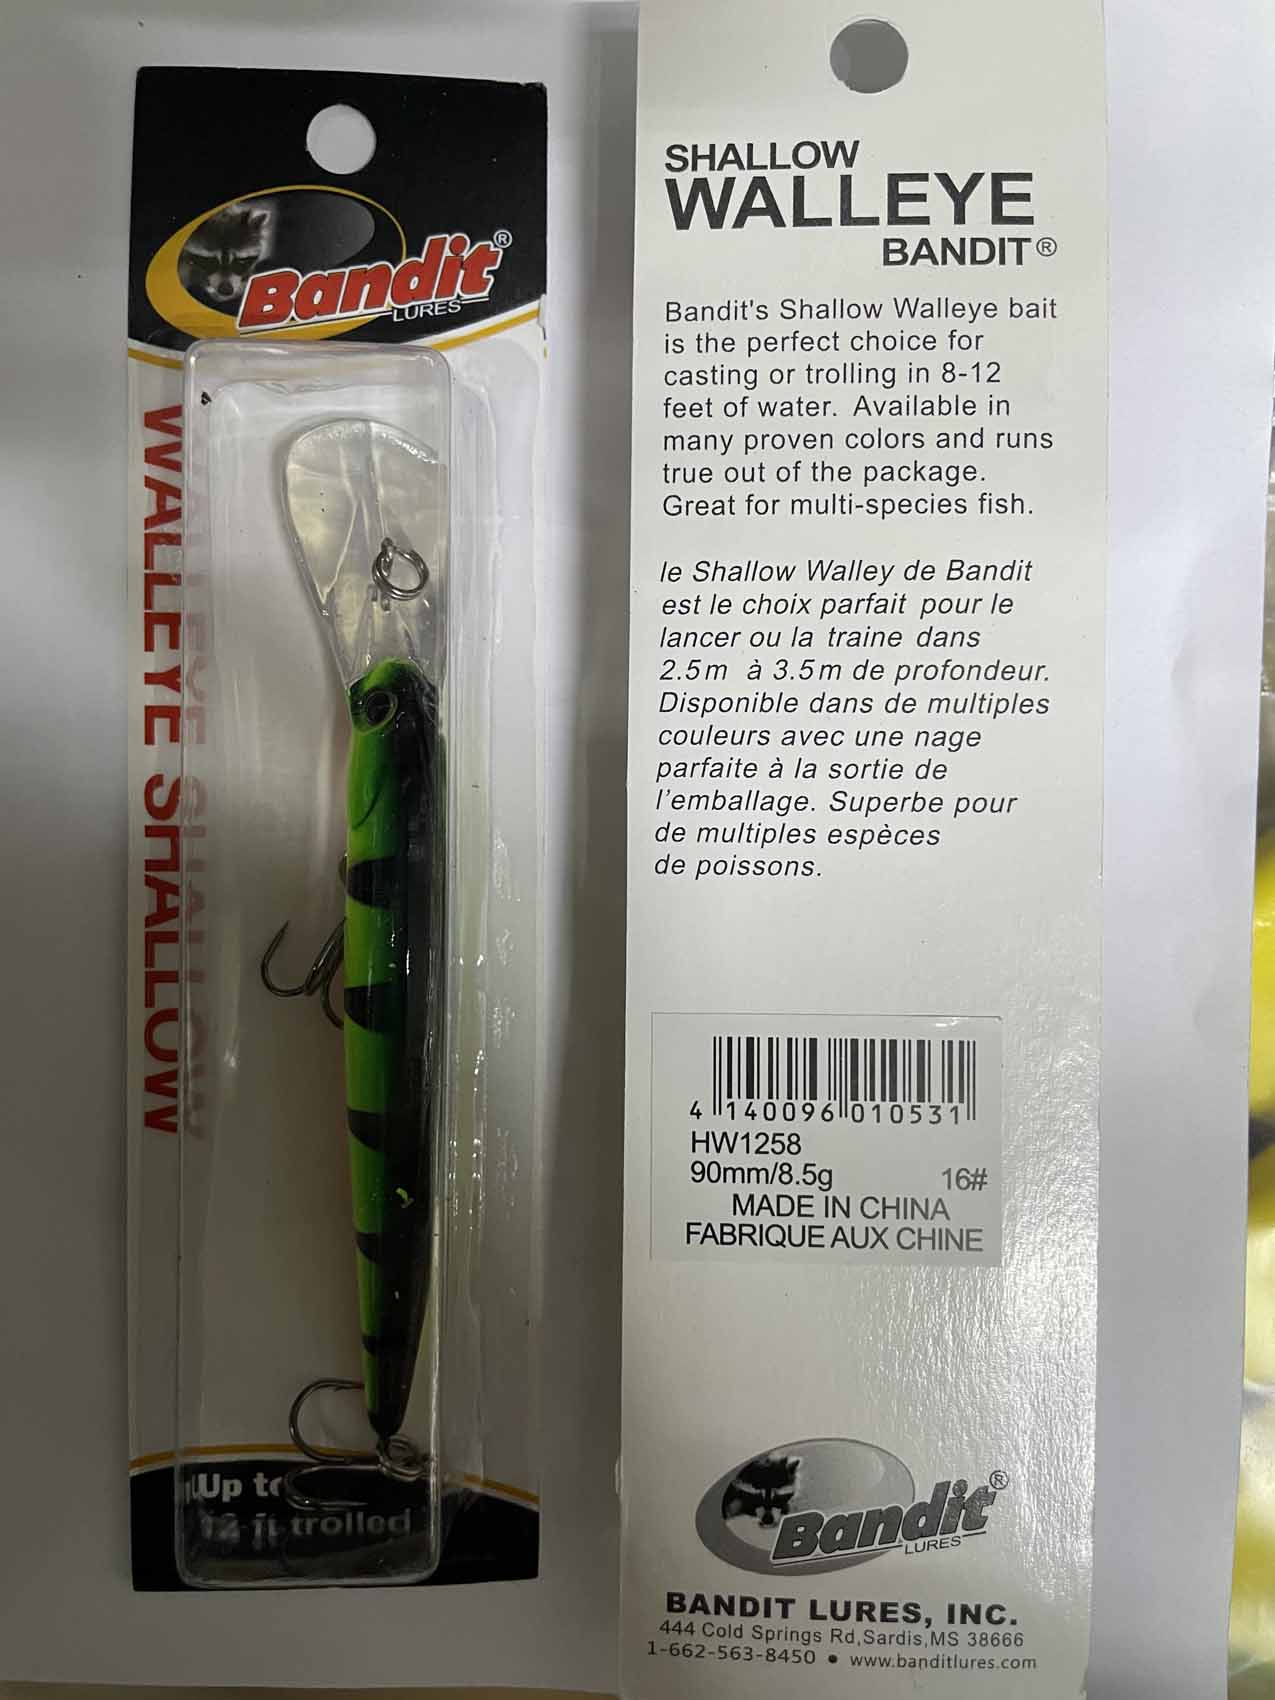 Bandit®
LURES
WALLEYE SHALLOW
Up to
12 ft trolled
SHALLOW
WALLEYE
BANDIT®
Bandit's Shallow Walleye bait
is the perfect choice for
casting or trolling in 8-12
feet of water. Available in
many proven colors and runs
true out of the package.
Great for multi-species fish.
le Shallow Walley de Bandit
est le choix parfait pour le
lancer ou la traine dans
2.5m à 3.5m de profondeur.
Disponible dans de multiples
couleurs avec une nage
parfaite à la sortie de
l'emballage. Superbe pour
de multiples espèces
de poissons.
4 140096 010531
HW1258
90mm/8.5g 16#
MADE IN CHINA
FABRIQUE AUX CHINE
Bandit®
LURES
BANDIT LURES, INC.
444 Cold Springs Rd,Sardis,MS 38666
1-662-563-8450 • www.banditlures.com